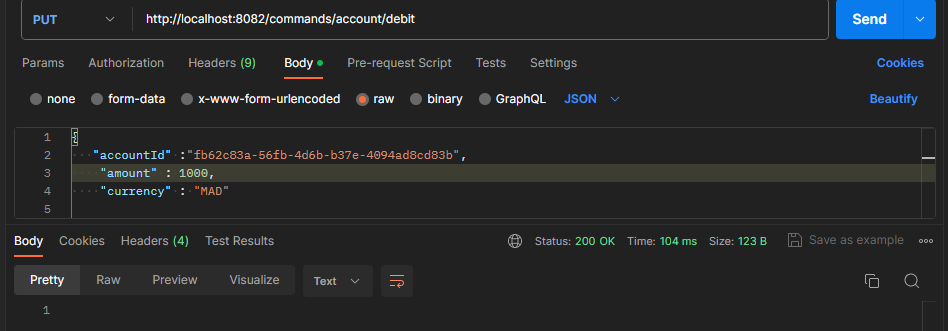 PUT http://localhost:8082/commands/account/debit Send
Params Authorization Headers (9) Body Pre-request Script Tests Settings Cookies
none form-data x-www-form-urlencoded raw binary GraphQL JSON Beautify
1 {
2 "accountId" :"fb62c83a-56fb-4d6b-b37e-4094ad8cd83b",
3 "amount" : 1000,
4 "currency" : "MAD"
5
Body Cookies Headers (4) Test Results Status: 200 OK Time: 104 ms Size: 123 B Save as example
Pretty Raw Preview Visualize Text
1